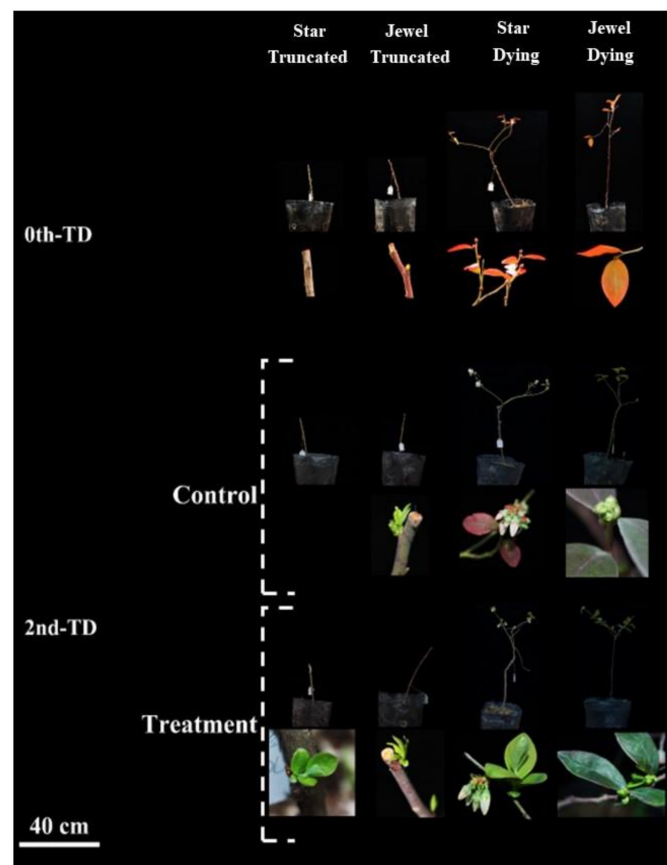 Star Truncated
Jewel Truncated
Star Dying
Jewel Dying
0th-TD
Control
2nd-TD
Treatment
40 cm